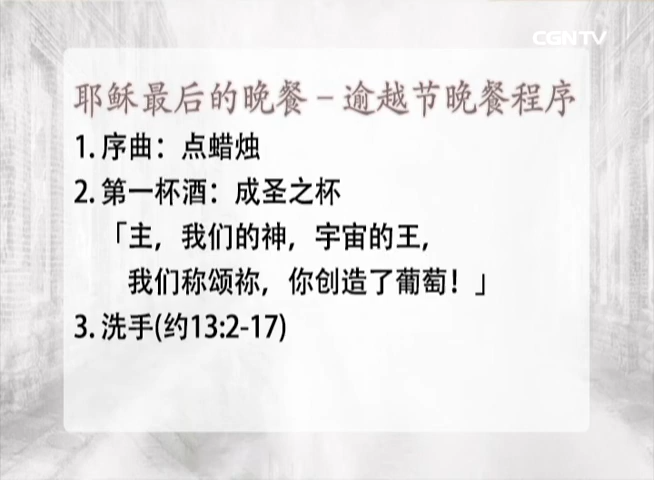 CGNTV
耶稣最后的晚餐–逾越节晚餐程序
1. 序曲：点蜡烛
2. 第一杯酒：成圣之杯
「主，我们的神，宇宙的王，
我们称颂祢，你创造了葡萄！」
3. 洗手(约13:2-17)